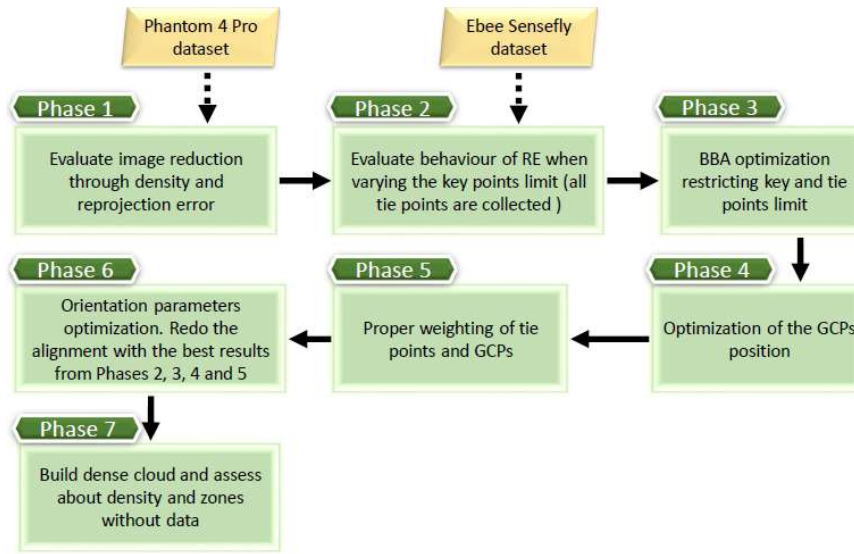 Phantom 4 Pro
dataset
Ebee Sensefly
dataset
Phase 1
Evaluate image reduction
through density and
reprojection error
Phase 2
Evaluate behaviour of RE when
varying the key points limit (all
tie points are collected )
Phase 3
BBA optimization
restricting key and tie
points limit
Phase 4
Optimization of the GCPs
position
Phase 5
Proper weighting of tie
points and GCPs
Phase 6
Orientation parameters
optimization. Redo the
alignment with the best results
from Phases 2, 3, 4 and 5
Phase 7
Build dense cloud and assess
about density and zones
without data